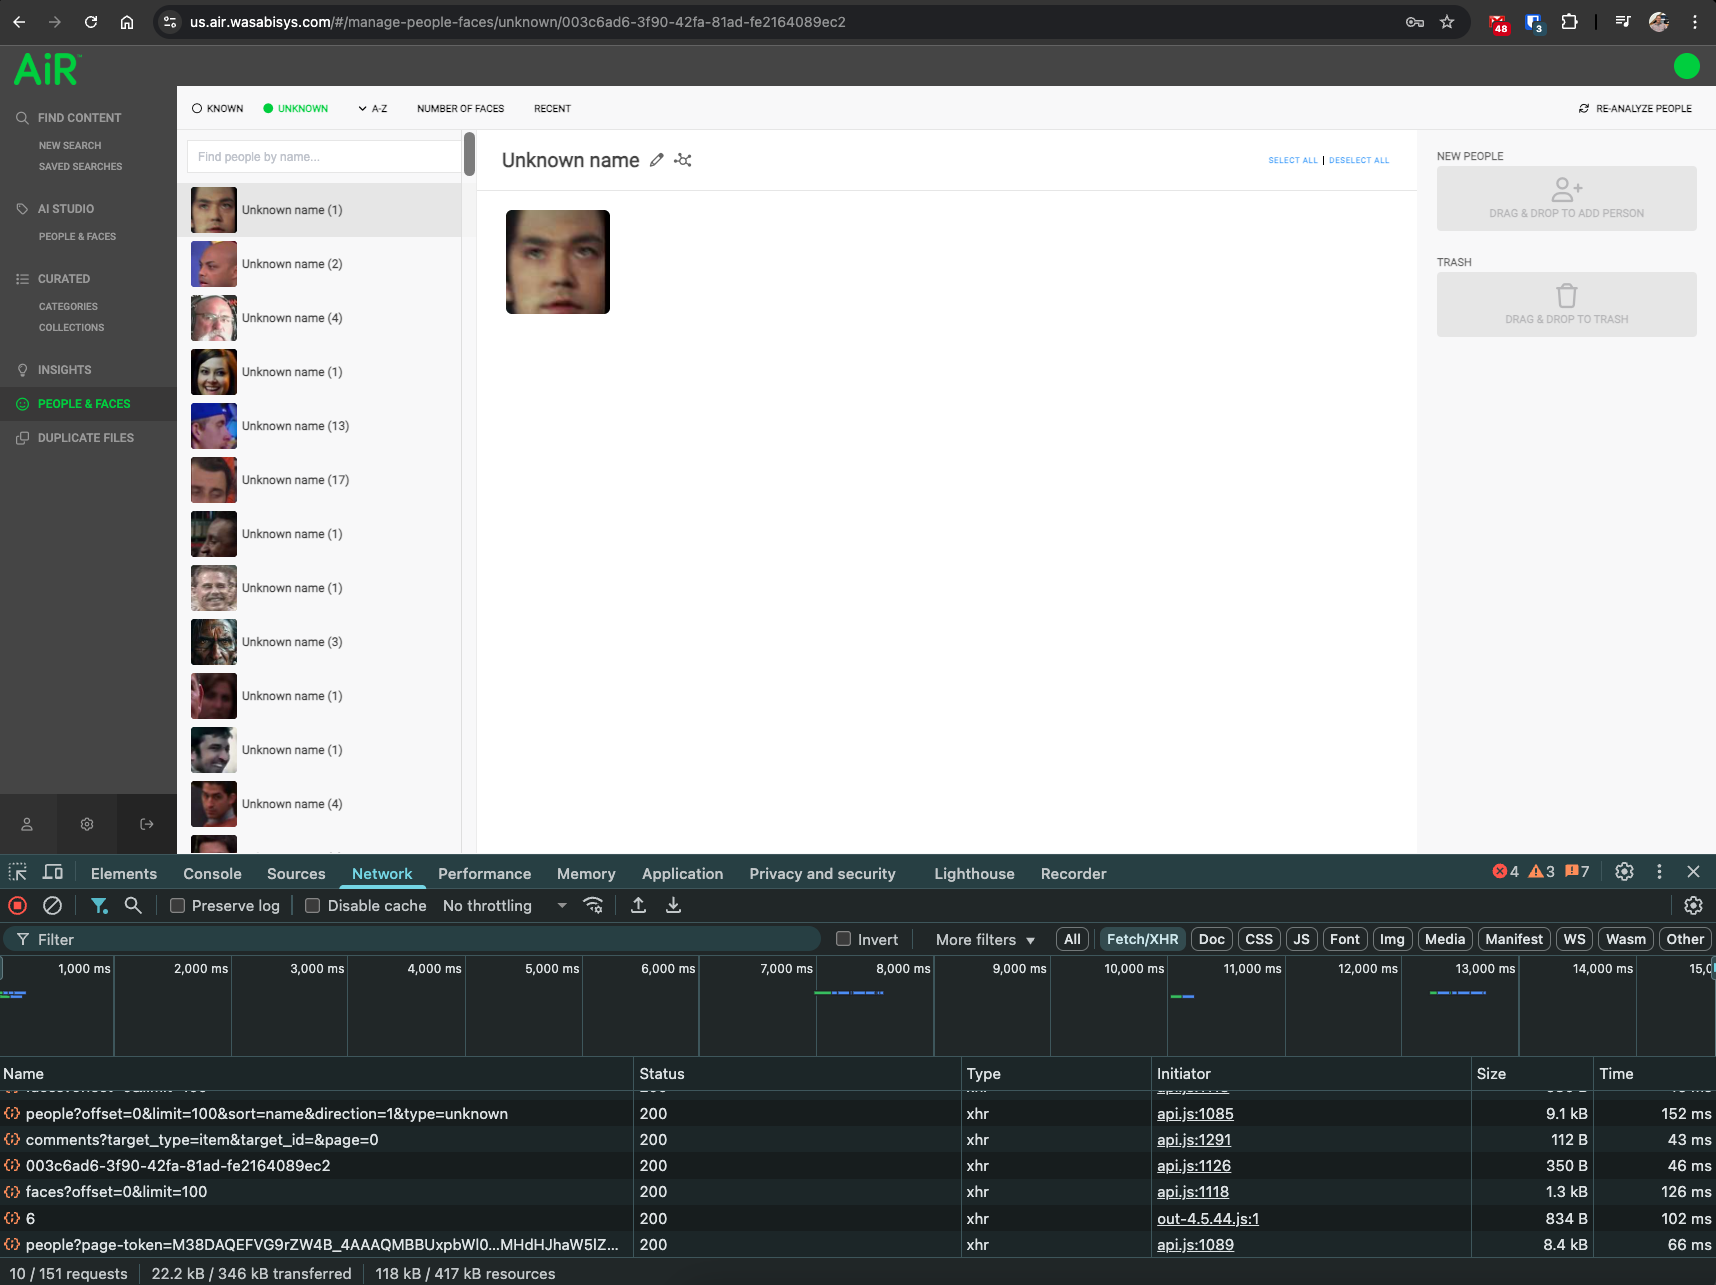 us.air.wasabisys.com/#/manage-people-faces/unknown/003c6ad6-3f90-42fa-81ad-fe2164089ec2
48
3
AiR
KNOWN
UNKNOWN
A-Z
NUMBER OF FACES
RECENT
RE-ANALYZE PEOPLE
FIND CONTENT
NEW SEARCH
SAVED SEARCHES
AI STUDIO
PEOPLE & FACES
CURATED
CATEGORIES
COLLECTIONS
INSIGHTS
PEOPLE & FACES
DUPLICATE FILES
Find people by name...
Unknown name (1)
Unknown name (2)
Unknown name (4)
Unknown name (1)
Unknown name (13)
Unknown name (17)
Unknown name (1)
Unknown name (1)
Unknown name (3)
Unknown name (1)
Unknown name (1)
Unknown name (4)
Unknown name
SELECT ALL | DESELECT ALL
NEW PEOPLE
DRAG & DROP TO ADD PERSON
TRASH
DRAG & DROP TO TRASH
Elements Console Sources Network Performance Memory Application Privacy and security Lighthouse Recorder 4 3 7
Preserve log Disable cache No throttling
Filter Invert More filters All Fetch/XHR Doc CSS JS Font Img Media Manifest WS Wasm Other
1,000 ms 2,000 ms 3,000 ms 4,000 ms 5,000 ms 6,000 ms 7,000 ms 8,000 ms 9,000 ms 10,000 ms 11,000 ms 12,000 ms 13,000 ms 14,000 ms 15,0
Name Status Type Initiator Size Time
people?offset=0&limit=100&sort=name&direction=1&type=unknown 200 xhr api.js:1085 9.1 kB 152 ms
comments?target_type=item&target_id=&page=0 200 xhr api.js:1291 112 B 43 ms
003c6ad6-3f90-42fa-81ad-fe2164089ec2 200 xhr api.js:1126 350 B 46 ms
faces?offset=0&limit=100 200 xhr api.js:1118 1.3 kB 126 ms
6 200 xhr out-4.5.44.js:1 834 B 102 ms
people?page-token=M38DAQEFVG9rZW4B_4AAAQMBBUxpbWl0...MHdHJhaW5lZ... 200 xhr api.js:1089 8.4 kB 66 ms
10 / 151 requests 22.2 kB / 346 kB transferred 118 kB / 417 kB resources